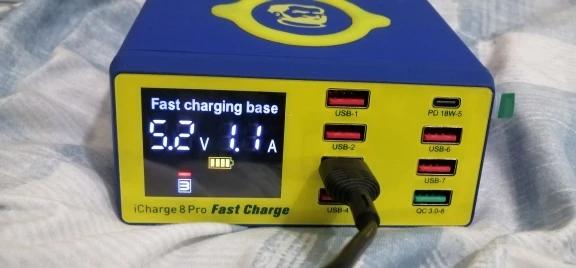 Fast charging base
5.2 V 1.1 A
3
iCharge 8 Pro Fast Charge
USB-1
USB-2
USB-4
PD 18W-5
USB-6
USB-7
QC 3.0-8